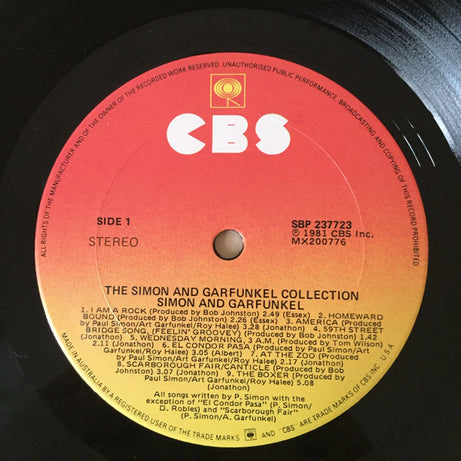 ALL RIGHTS OF THE MANUFACTURER AND OF THE OWNER OF THE RECORDED WORK RESERVED. UNAUTHORISED PUBLIC PERFORMANCE, BROADCASTING AND COPYING OF THIS RECORD PROHIBITED
CBS
SIDE 1
STEREO
SBP 237723
℗ 1981 CBS Inc.
MX200776
THE SIMON AND GARFUNKEL COLLECTION
SIMON AND GARFUNKEL
1. I AM A ROCK (Produced by Bob Johnston) 2.49 (Essex) 2. HOMEWARD
BOUND (Produced by Bob Johnston) 2.26 (Essex) 3. AMERICA (Produced by
Paul Simon/Art Garfunkel/Roy Halee) 3.28 (Jonathon) 4. 59TH STREET
BRIDGE SONG, (FEELIN' GROOVEY) (Produced by Bob Johnston) 1.42
(Jonathon) 5. WEDNESDAY MORNING, 3 A.M. (Produced by Tom Wilson)
2.11 (Jonathon) 6. EL CONDOR PASA (Produced by Paul Simon/Art
Garfunkel/Roy Halee) 3.05 (Albert) 7. AT THE ZOO (Produced by
Paul Simon/Art Garfunkel/Roy Halee) 2.17 (Jonathon)
8. SCARBOROUGH FAIR/CANTICLE (Produced by Bob
Johnston) 3.07 (Jonathon) 9. THE BOXER (Produced by Paul
Simon/Art Garfunkel/Roy Halee) 5.08
(Jonathon)
All songs written by P. Simon with the
exception of "El Condor Pasa" (P. Simon/
D. Robles) and "Scarborough Fair"
(P. Simon/A. Garfunkel)
MADE IN AUSTRALIA BY A REGISTERED USER OF THE TRADE MARKS AND 'CBS' ARE TRADE MARKS OF CBS INC. U.S.A.